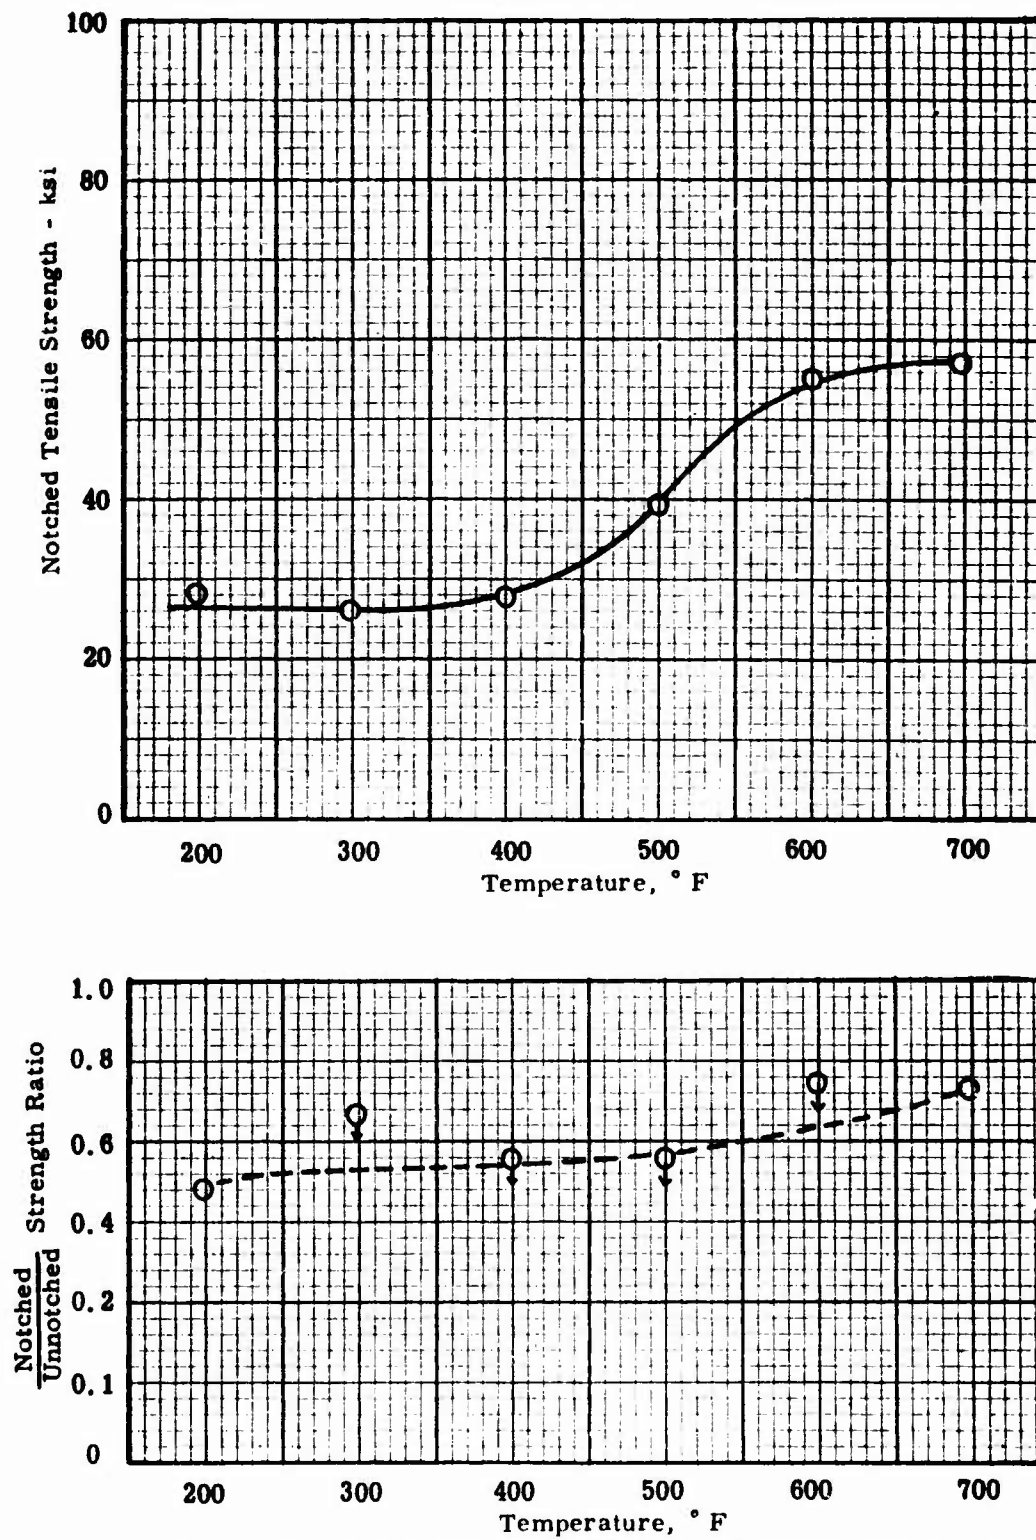 100
80
60
40
20
0
Notched Tensile Strength - ksi
200 300 400 500 600 700
Temperature, ° F
1.0
0.8
0.6
0.4
0.2
0.1
0
Notched
Unnotched
Strength Ratio
200 300 400 500 600 700
Temperature, ° F